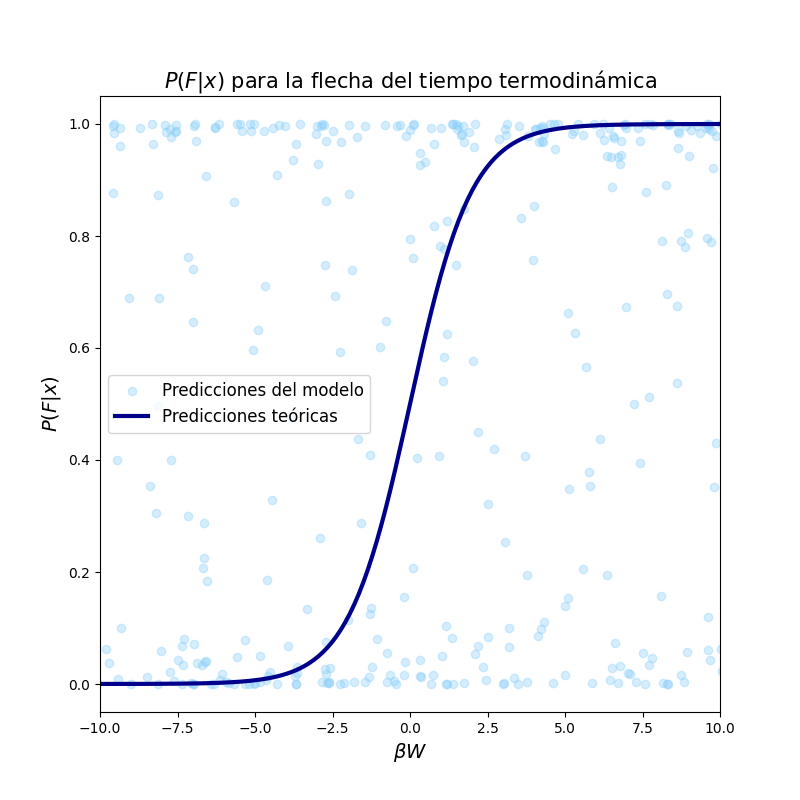 P(F|x) para la flecha del tiempo termodinámica
P(F|x)
1.0
0.8
0.6
0.4
0.2
0.0
Predicciones del modelo
Predicciones teóricas
−10.0 −7.5 −5.0 −2.5 0.0 2.5 5.0 7.5 10.0
βW